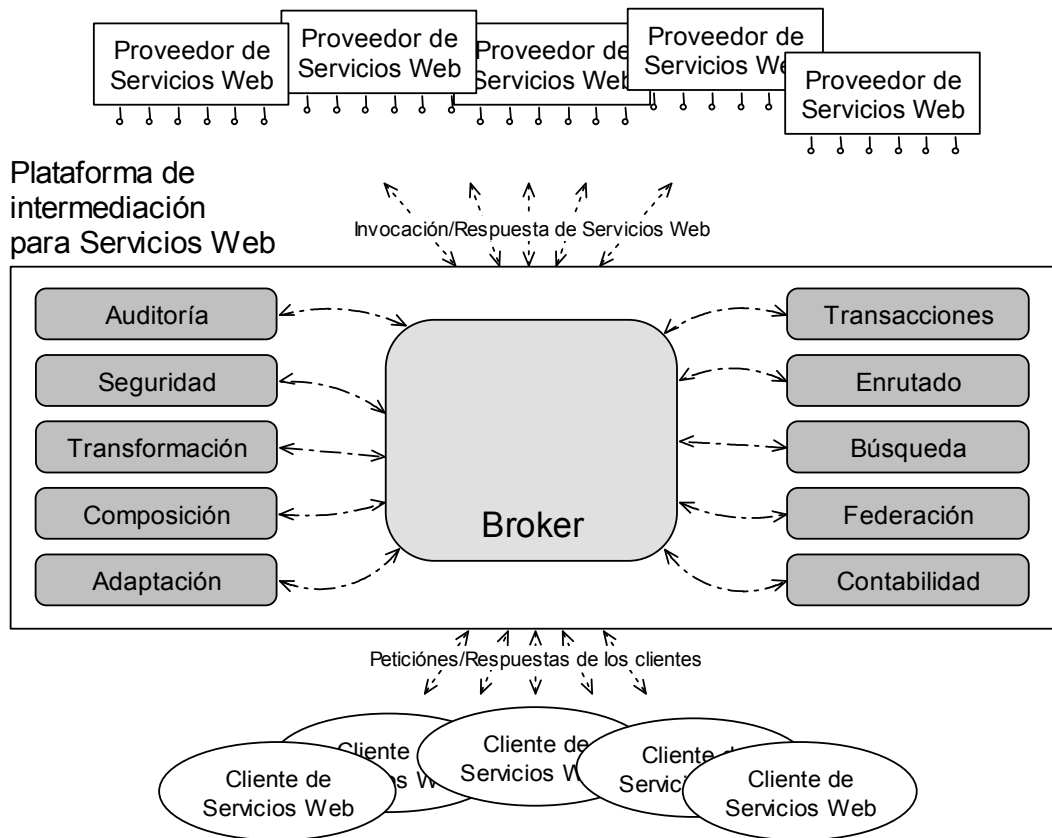 Proveedor de
Servicios Web
Proveedor de
Servicios Web
Proveedor de
Servicios Web
Proveedor de
Servicios We
Proveedor de
Servicios Web
Plataforma de
intermediación
para Servicios Web
Invocación/Respuesta de Servicios Web
Auditoría
Seguridad
Transformación
Composición
Adaptación
Broker
Transacciones
Enrutado
Búsqueda
Federación
Contabilidad
Peticiónes/Respuestas de los clientes
Cliente de
Servicios Web
Cliente
Cliente de
Servicios
Cliente
Cliente de
Servicios Web